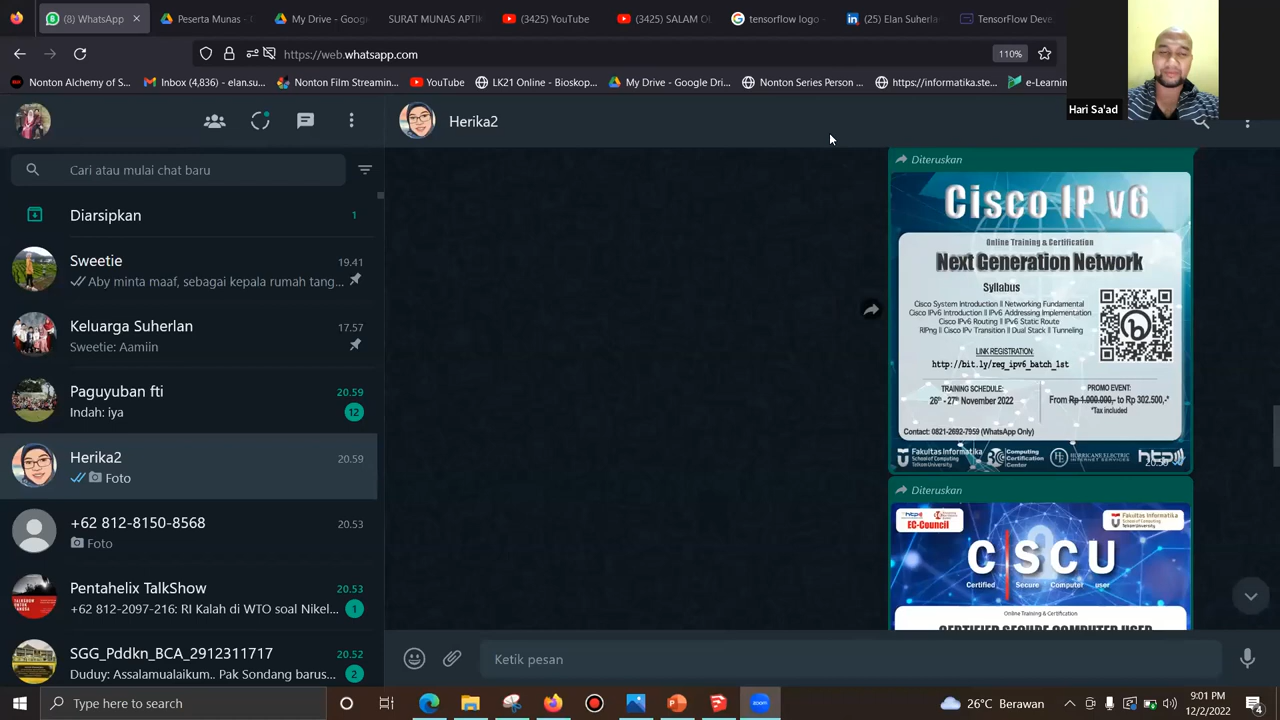 (8) WhatsApp
Peserta Munas - Drive
My Drive - Google
SURAT MUNAS APTIK
(3425) YouTube
(3425) SALAM O
tensorflow logo
(25) Elan Suherla
TensorFlow Deve
https://web.whatsapp.com
110%
Nonton Alchemy of S...
Inbox (4,836) - elan.su...
Nonton Film Streamin...
YouTube
LK21 Online - Bioskop...
My Drive - Google Dri...
Nonton Series Person ...
https://informatika.ste...
e-Learnin
Hari Sa'ad
Herika2
Cari atau mulai chat baru
Diarsipkan
1
Sweetie
19.41
Aby minta maaf, sebagai kepala rumah tang...
Keluarga Suherlan
Sweetie: Aamiin
Paguyuban fti
20.59
Indah: iya
12
Herika2
20.59
Foto
+62 812-8150-8568
20.53
Foto
Pentahelix TalkShow
20.53
+62 812-2097-216: RI Kalah di WTO soal Nikel...
1
SGG_Pddkn_BCA_2912311717
20.52
Duduy: Assalamualaikum.. Pak Sondang barus...
2
Diteruskan
Cisco IP v6
Online Training & Certification
Next Generation Network
Syllabus
Cisco System Introduction || Networking Fundamental
Cisco IPv6 Introduction || IPv6 Addressing Implementation
Cisco IPv6 Routing || IPv6 Static Route
RIPng || Cisco IPv Transition || Dual Stack || Tunneling
LINK REGISTRATION:
http://bit.ly/reg_ipv6_batch_1st
TRAINING SCHEDULE:
26th - 27th November 2022
PROMO EVENT:
From Rp 1.000.000,- to Rp 302.500,-*
*Tax included
Contact: 0821-2692-7959 (WhatsApp Only)
Fakultas Informatika
School of Computing
Telkom University
Computing
Certification
Center
HURRICANE ELECTRIC
INTERNET SERVICES
htp
Diteruskan
htp
EC-Council
Fakultas Informatika
School of Computing
Telkom University
C|SCU
Certified Secure Computer User
Online Training & Certification
CERTIFIED SECURE COMPUTER USER
Ketik pesan
Type here to search
26°C Berawan
9:01 PM
12/2/2022
4